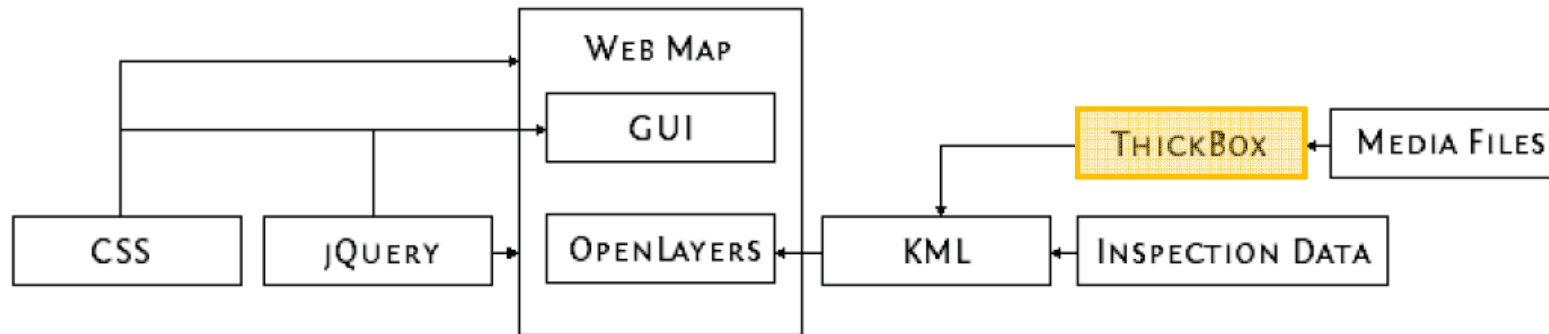 WEB MAP
GUI
THICKBOX
MEDIA FILES
CSS
JQUERY
OPENLAYERS
KML
INSPECTION DATA